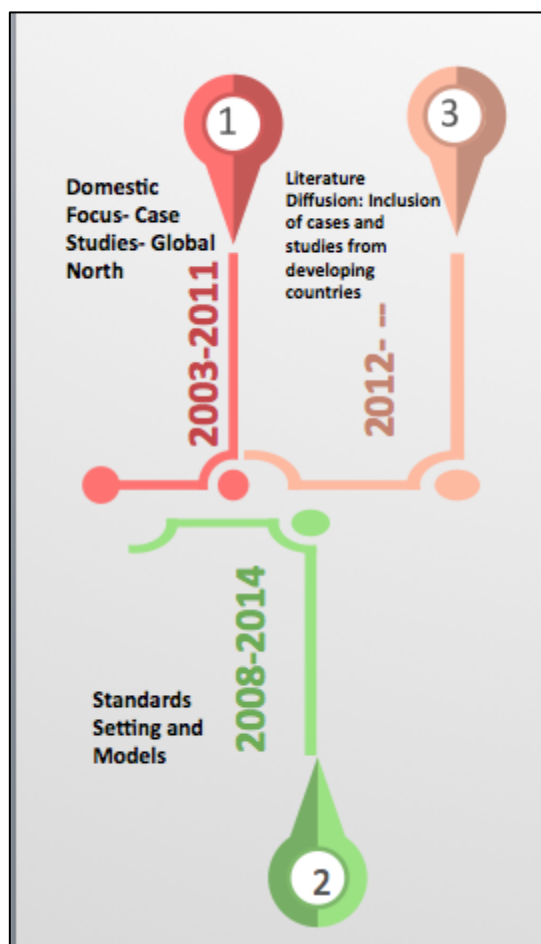 1
Domestic
Focus- Case
Studies- Global
North
2003-2011
3
Literature
Diffusion: Inclusion
of cases and
studies from
developing
countries
2012- --
2008-2014
Standards
Setting and
Models
2